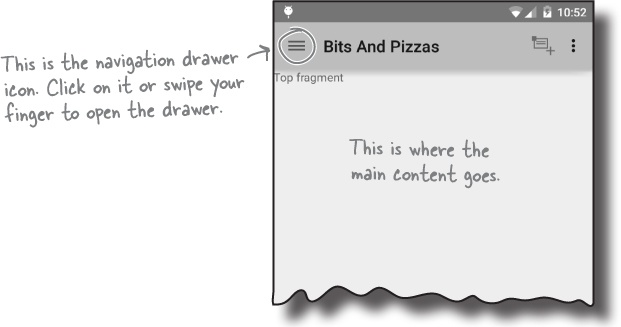 10:52
Bits And Pizzas
Top fragment
This is the navigation drawer
icon. Click on it or swipe your
finger to open the drawer.
This is where the
main content goes.